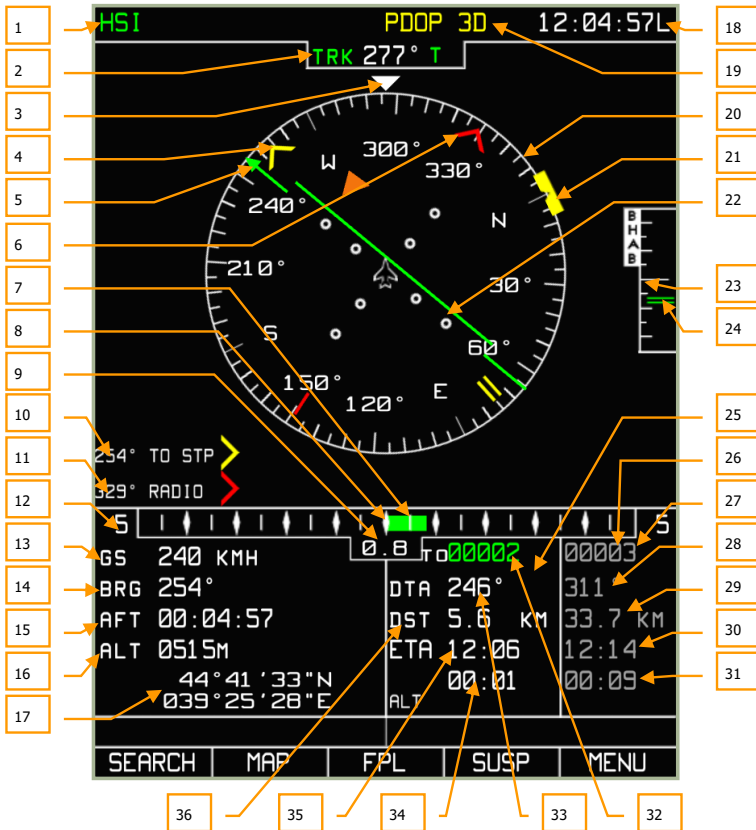 1 HSI PDOP 3D 12:04:57L 18
2 TRK 277° T 19
3 20
4 W 300° 330° 21
5 240° N 22
6
7 210° 30° B H A B 23
8 S 60° 24
9 150° 120° E 25
10 254° TO STP 26
11 329° RADIO 27
12 5 5
13 GS 240 KMH 0.8 TO 00002 00003 28
14 BRG 254° DTA 246° 311° 29
15 AFT 00:04:57 DST 5.6 KM 33.7 KM
16 ALT 0515M ETA 12:06 12:14 30
17 44°41'33"N 00:01 00:09 31
039°25'28"E ALT
SEARCH MAP FPL SUSP MENU
36 35 34 33 32